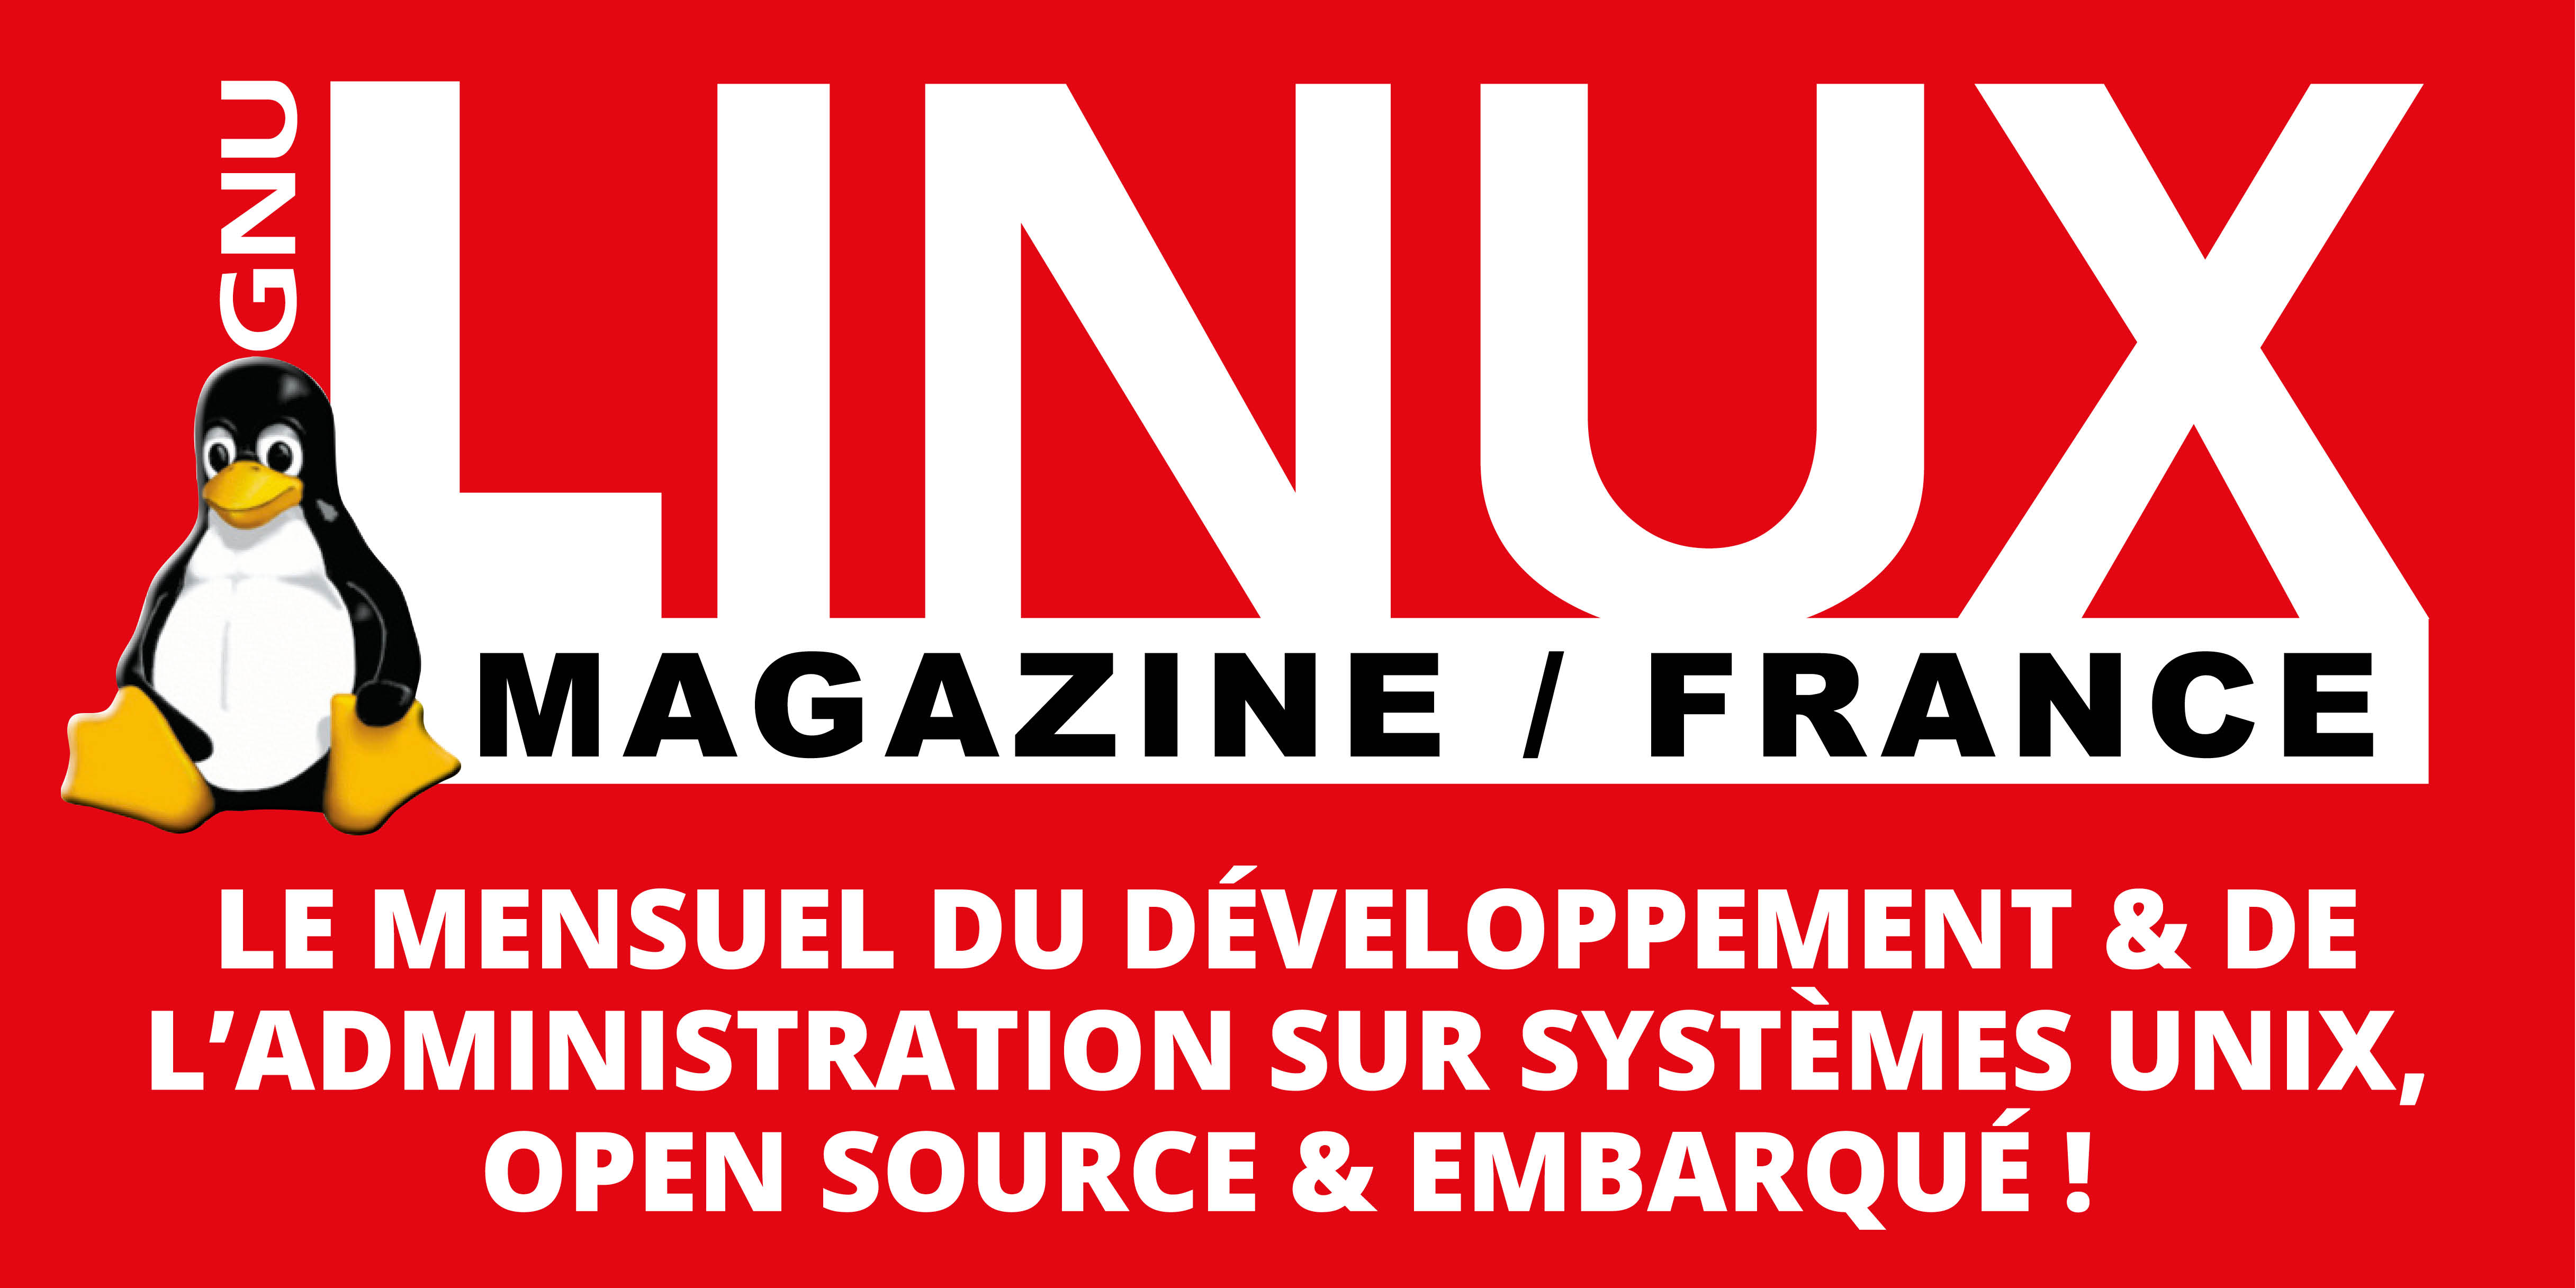 GNU
LINUX
MAGAZINE / FRANCE
LE MENSUEL DU DÉVELOPPEMENT & DE
L’ADMINISTRATION SUR SYSTÈMES UNIX,
OPEN SOURCE & EMBARQUÉ !